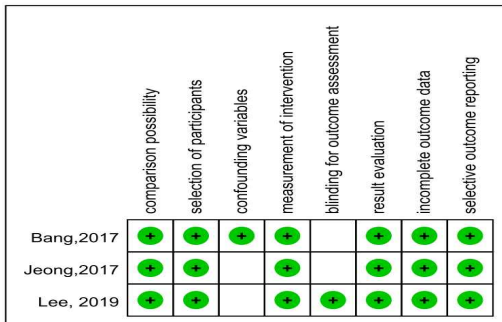 comparison possibility
selection of participants
confounding variables
measurement of intervention
blinding for outcome assessment
result evaluation
incomplete outcome data
selective outcome reporting
Bang,2017 + + + + + + +
Jeong,2017 + + + + + +
Lee, 2019 + + + + + + +